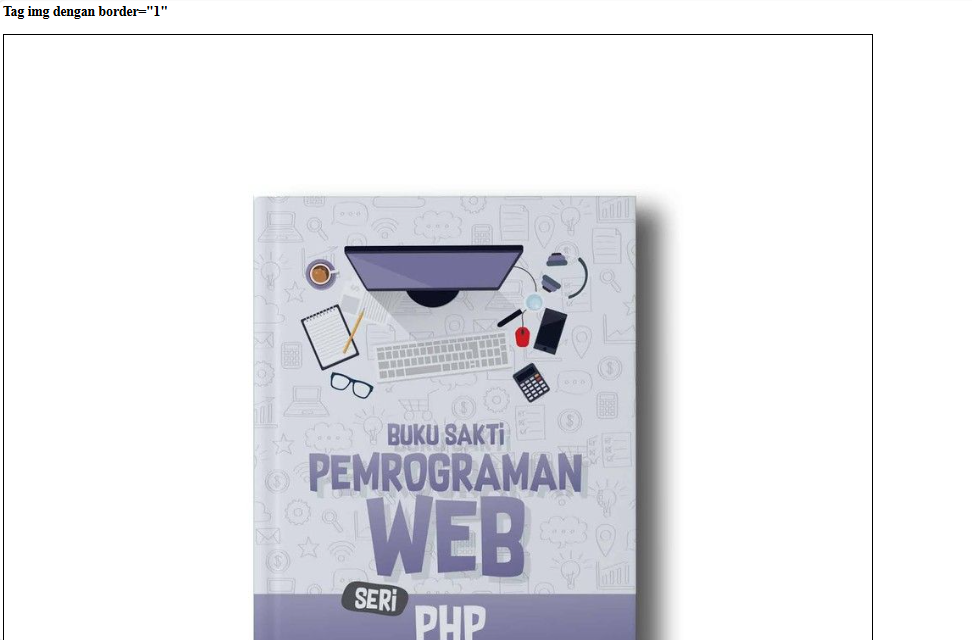 Tag img dengan border="1"
BUKU SAKTi
PEMROGRAMAN
WEB
SERi
PHP